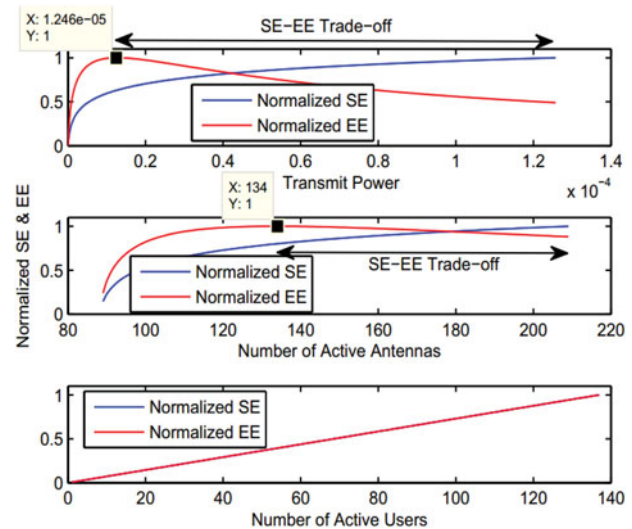 X: 1.246e−05
Y: 1
SE−EE Trade−off
1
0.5
0
Normalized SE
Normalized EE
0 0.2 0.4 0.6 0.8 1 1.2 1.4
Transmit Power
x 10⁻⁴
X: 134
Y: 1
Normalized SE & EE
1
0.5
0
Normalized SE
Normalized EE
SE−EE Trade−off
80 100 120 140 160 180 200 220
Number of Active Antennas
1
0.5
0
Normalized SE
Normalized EE
0 20 40 60 80 100 120 140
Number of Active Users